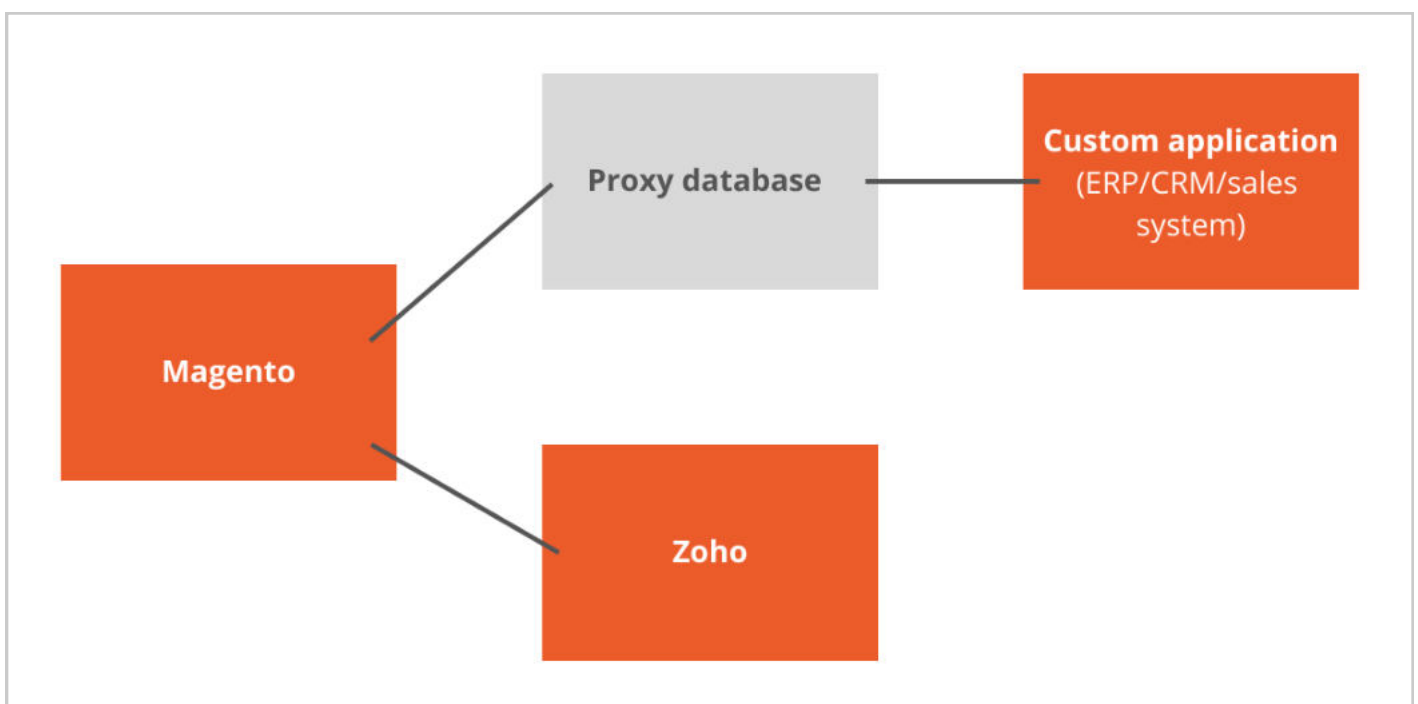 Proxy database
Custom application
(ERP/CRM/sales
system)
Magento
Zoho